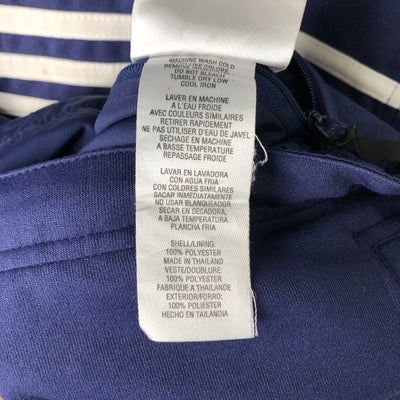 MACHINE WASH COLD
REMOVE
DO NOT BLEACH
TUMBLE DRY LOW
COOL IRON
LAVER EN MACHINE
A L'EAU FROIDE
AVEC COULEURS SIMILAIRES
RETIRER RAPIDEMENT
NE PAS UTILISER D'EAU DE JAVEL
SECHAGE EN MACHINE
A BASSE TEMPERATURE
REPASSAGE FROIDE
LAVAR EN LAVADORA
CON AGUA FRIA
CON COLORES SIMILARES
SACAR INMEDIATAMENTE
NO USAR BLANQUEADOR
SECAR EN SECADORA,
A BAJA TEMPERATURA
PLANCHA FRIA
SHELL/LINING:
100% POLYESTER
MADE IN THAILAND
VESTE/DOUBLURE:
100% POLYESTER
FABRIQUE A THAILANDE
EXTERIOR/FORRO:
100% POLIESTER
HECHO EN TAILANDIA